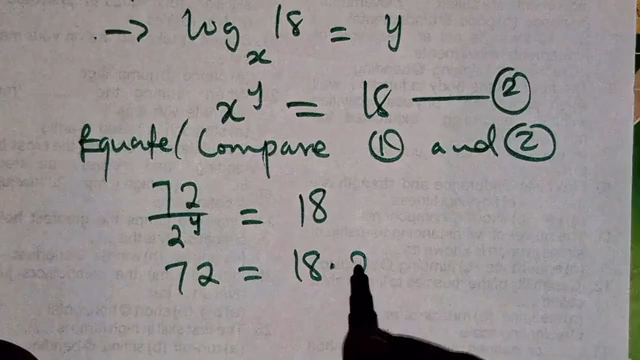 → log_x 18 = y
x^y = 18 —— ②
Equate/Compare ① and ②
72/2^y = 18
72 = 18·